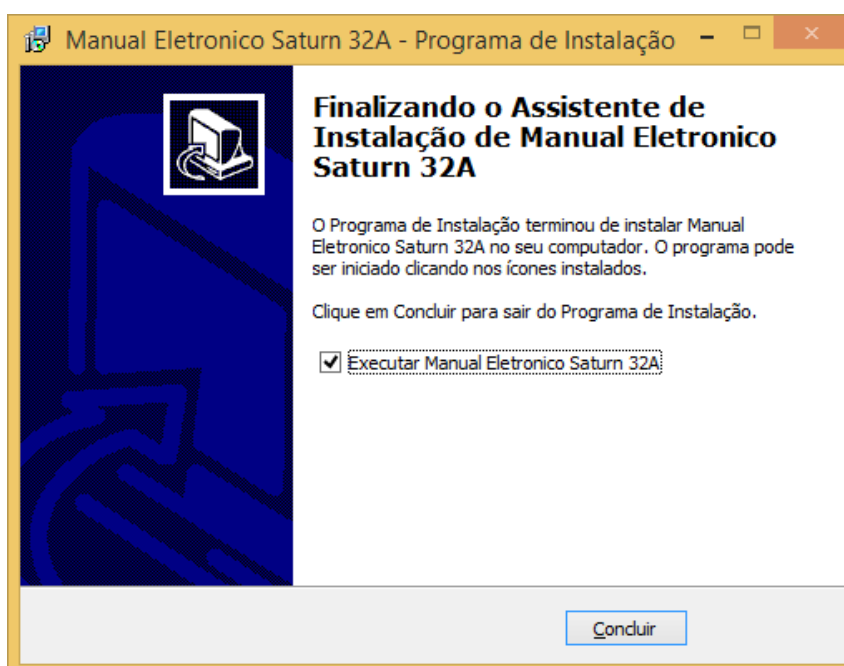 Manual Eletronico Saturn 32A - Programa de Instalação
Finalizando o Assistente de
Instalação de Manual Eletronico
Saturn 32A
O Programa de Instalação terminou de instalar Manual
Eletronico Saturn 32A no seu computador. O programa pode
ser iniciado clicando nos ícones instalados.
Clique em Concluir para sair do Programa de Instalação.
Executar Manual Eletronico Saturn 32A
Concluir